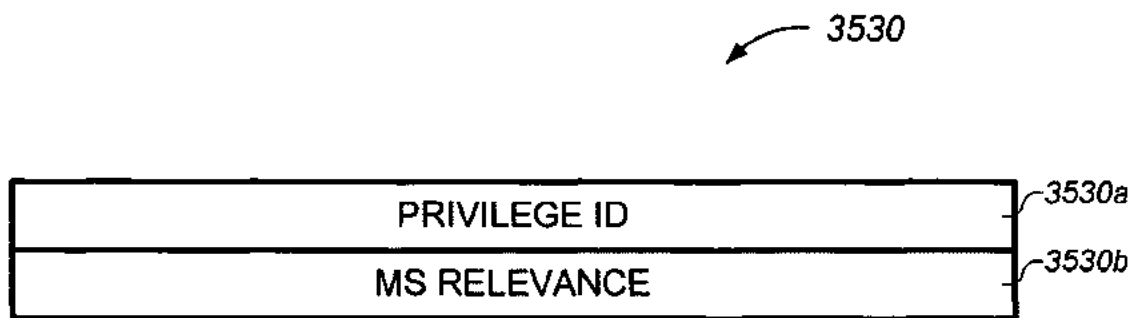 3530
PRIVILEGE ID
3530a
MS RELEVANCE
3530b